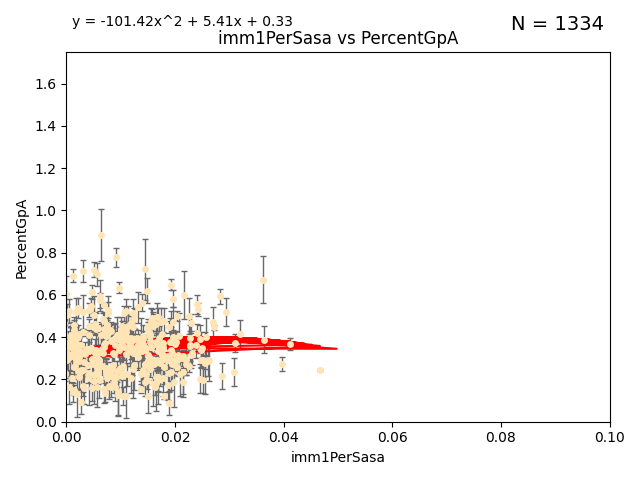 y = -101.42x^2 + 5.41x + 0.33
N = 1334
imm1PerSasa vs PercentGpA
PercentGpA
1.6
1.4
1.2
1.0
0.8
0.6
0.4
0.2
0.0
0.00 0.02 0.04 0.06 0.08 0.10
imm1PerSasa